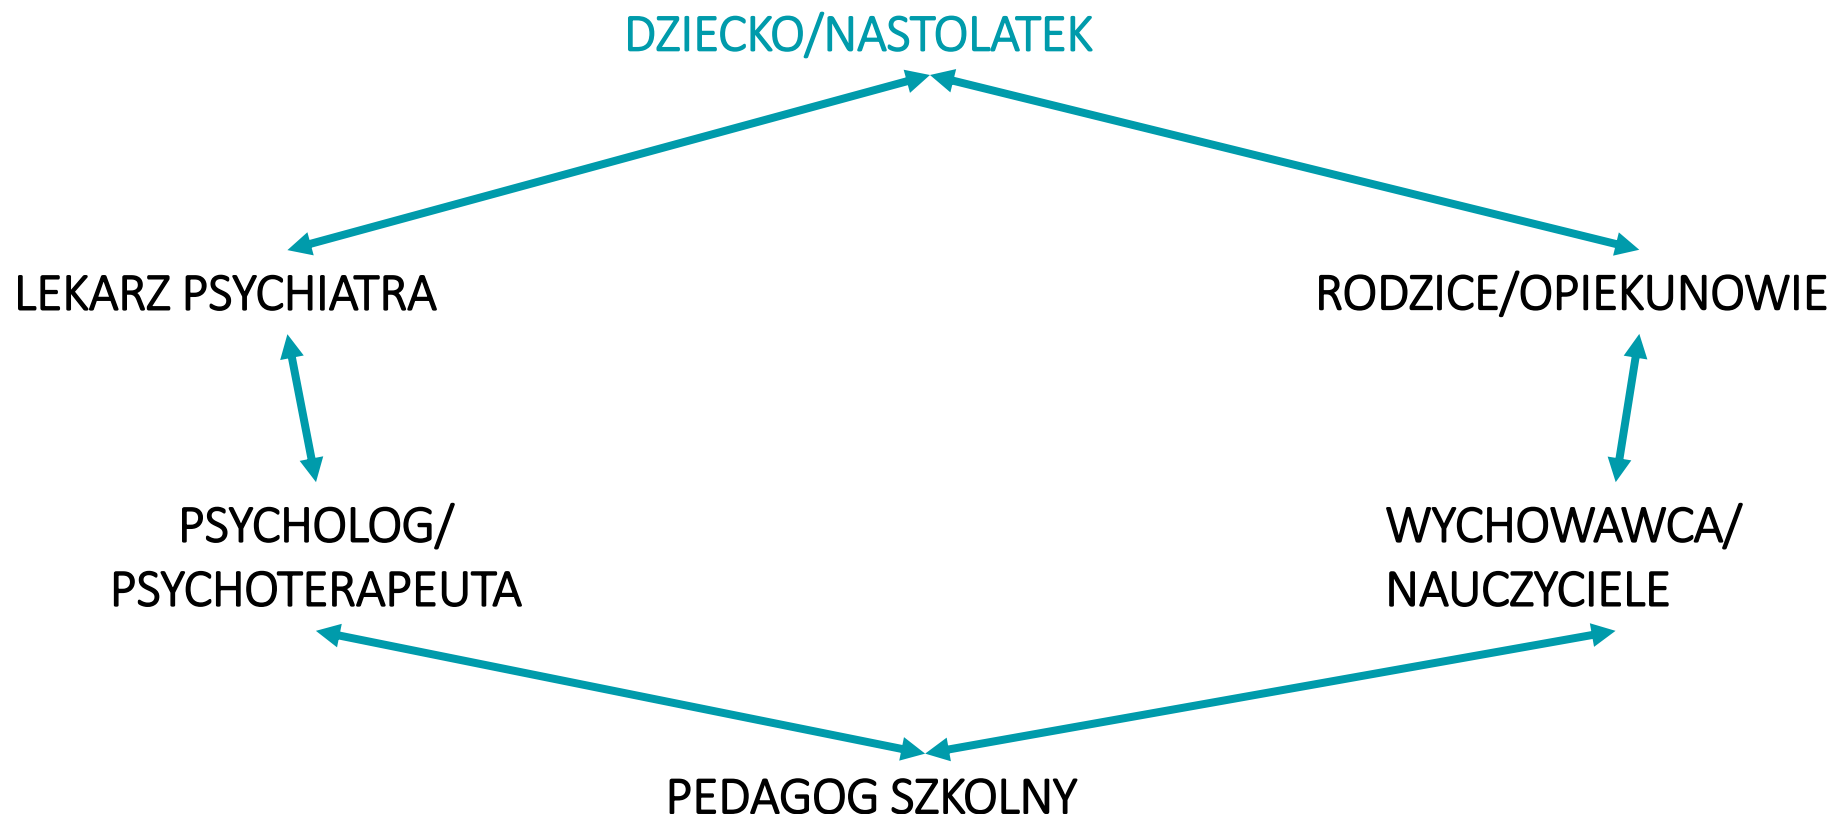 DZIECKO/NASTOLATEK
LEKARZ PSYCHIATRA
RODZICE/OPIEKUNOWIE
PSYCHOLOG/
PSYCHOTERAPEUTA
WYCHOWAWCA/
NAUCZYCIELE
PEDAGOG SZKOLNY